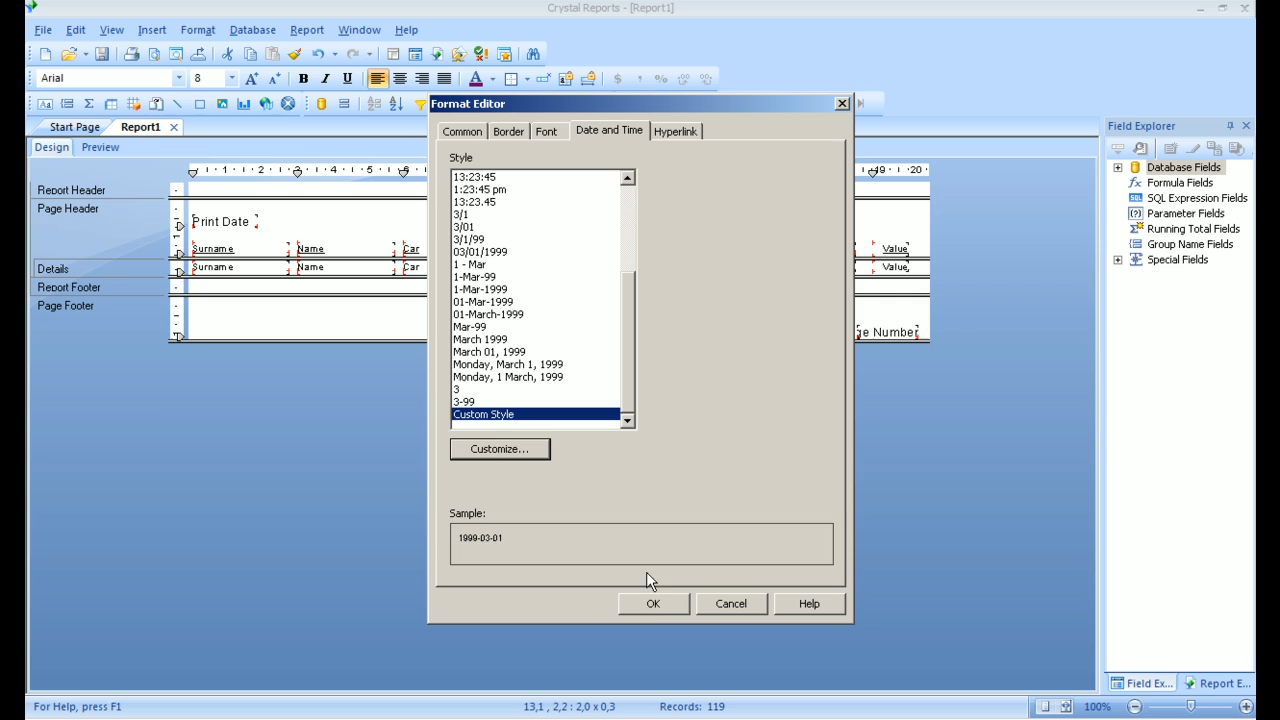 Crystal Reports - [Report1]
File Edit View Insert Format Database Report Window Help
Arial 8 B I U A $ %
Start Page Report1
Design Preview
Report Header
Page Header
Print Date
Surname Name Car Value
Details
Surname Name Car Value
Report Footer
Page Footer
ge Number
Format Editor
Common Border Font Date and Time Hyperlink
Style
13:23:45
1:23:45 pm
13:23.45
3/1
3/01
3/1/99
03/01/1999
1 - Mar
1-Mar-99
1-Mar-1999
01-Mar-1999
01-March-1999
Mar-99
March 1999
March 01, 1999
Monday, March 1, 1999
Monday, 1 March, 1999
3
3-99
Custom Style
Customize...
Sample:
1999-03-01
OK Cancel Help
Field Explorer
Database Fields
Formula Fields
SQL Expression Fields
Parameter Fields
Running Total Fields
Group Name Fields
Special Fields
Field Ex... Report E...
For Help, press F1 13,1 , 2,2 : 2,0 x 0,3 Records: 119 100%